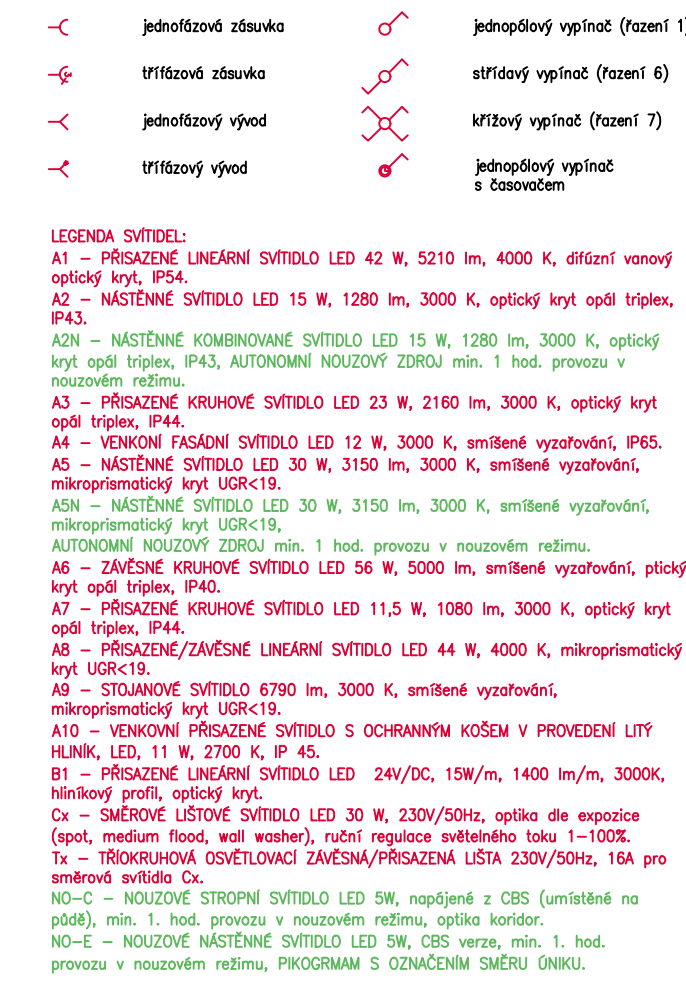 jednofázová zásuvka
jednopólový vypínač (řazení 1)
třífázová zásuvka
střídavý vypínač (řazení 6)
jednofázový vývod
křížový vypínač (řazení 7)
třífázový vývod
jednopólový vypínač
s časovačem
LEGENDA SVÍTIDEL:
A1 – PŘISAZENÉ LINEÁRNÍ SVÍTIDLO LED 42 W, 5210 lm, 4000 K, difúzní vanový
optický kryt, IP54.
A2 – NÁSTĚNNÉ SVÍTIDLO LED 15 W, 1280 lm, 3000 K, optický kryt opál triplex,
IP43.
A2N – NÁSTĚNNÉ KOMBINOVANÉ SVÍTIDLO LED 15 W, 1280 lm, 3000 K, optický
kryt opál triplex, IP43, AUTONOMNÍ NOUZOVÝ ZDROJ min. 1 hod. provozu v
nouzovém režimu.
A3 – PŘISAZENÉ KRUHOVÉ SVÍTIDLO LED 23 W, 2160 lm, 3000 K, optický kryt
opál triplex, IP44.
A4 – VENKONÍ FASÁDNÍ SVÍTIDLO LED 12 W, 3000 K, smíšené vyzařování, IP65.
A5 – NÁSTĚNNÉ SVÍTIDLO LED 30 W, 3150 lm, 3000 K, smíšené vyzařování,
mikroprismatický kryt UGR<19.
A5N – NÁSTĚNNÉ SVÍTIDLO LED 30 W, 3150 lm, 3000 K, smíšené vyzařování,
mikroprismatický kryt UGR<19,
AUTONOMNÍ NOUZOVÝ ZDROJ min. 1 hod. provozu v nouzovém režimu.
A6 – ZÁVĚSNÉ KRUHOVÉ SVÍTIDLO LED 56 W, 5000 lm, smíšené vyzařování, ptický
kryt opál triplex, IP40.
A7 – PŘISAZENÉ KRUHOVÉ SVÍTIDLO LED 11,5 W, 1080 lm, 3000 K, optický kryt
opál triplex, IP44.
A8 – PŘISAZENÉ/ZÁVĚSNÉ LINEÁRNÍ SVÍTIDLO LED 44 W, 4000 K, mikroprismatický
kryt UGR<19.
A9 – STOJANOVÉ SVÍTIDLO 6790 lm, 3000 K, smíšené vyzařování,
mikroprismatický kryt UGR<19.
A10 – VENKOVNÍ PŘISAZENÉ SVÍTIDLO S OCHRANNÝM KOŠEM V PROVEDENÍ LITÝ
HLINÍK, LED, 11 W, 2700 K, IP 45.
B1 – PŘISAZENÉ LINEÁRNÍ SVÍTIDLO LED 24V/DC, 15W/m, 1400 lm/m, 3000K,
hliníkový profil, optický kryt.
Cx – SMĚROVÉ LIŠTOVÉ SVÍTIDLO LED 30 W, 230V/50Hz, optika dle expozice
(spot, medium flood, wall washer), ruční regulace světelného toku 1–100%.
Tx – TŘÍOKRUHOVÁ OSVĚTLOVACÍ ZÁVĚSNÁ/PŘISAZENÁ LIŠTA 230V/50Hz, 16A pro
směrová svítidla Cx.
NO–C – NOUZOVÉ STROPNÍ SVÍTIDLO LED 5W, napájené z CBS (umístěné na
půdě), min. 1. hod. provozu v nouzovém režimu, optika koridor.
NO–E – NOUZOVÉ NÁSTĚNNÉ SVÍTIDLO LED 5W, CBS verze, min. 1. hod.
provozu v nouzovém režimu, PIKOGRMAM S OZNAČENÍM SMĚRU ÚNIKU.